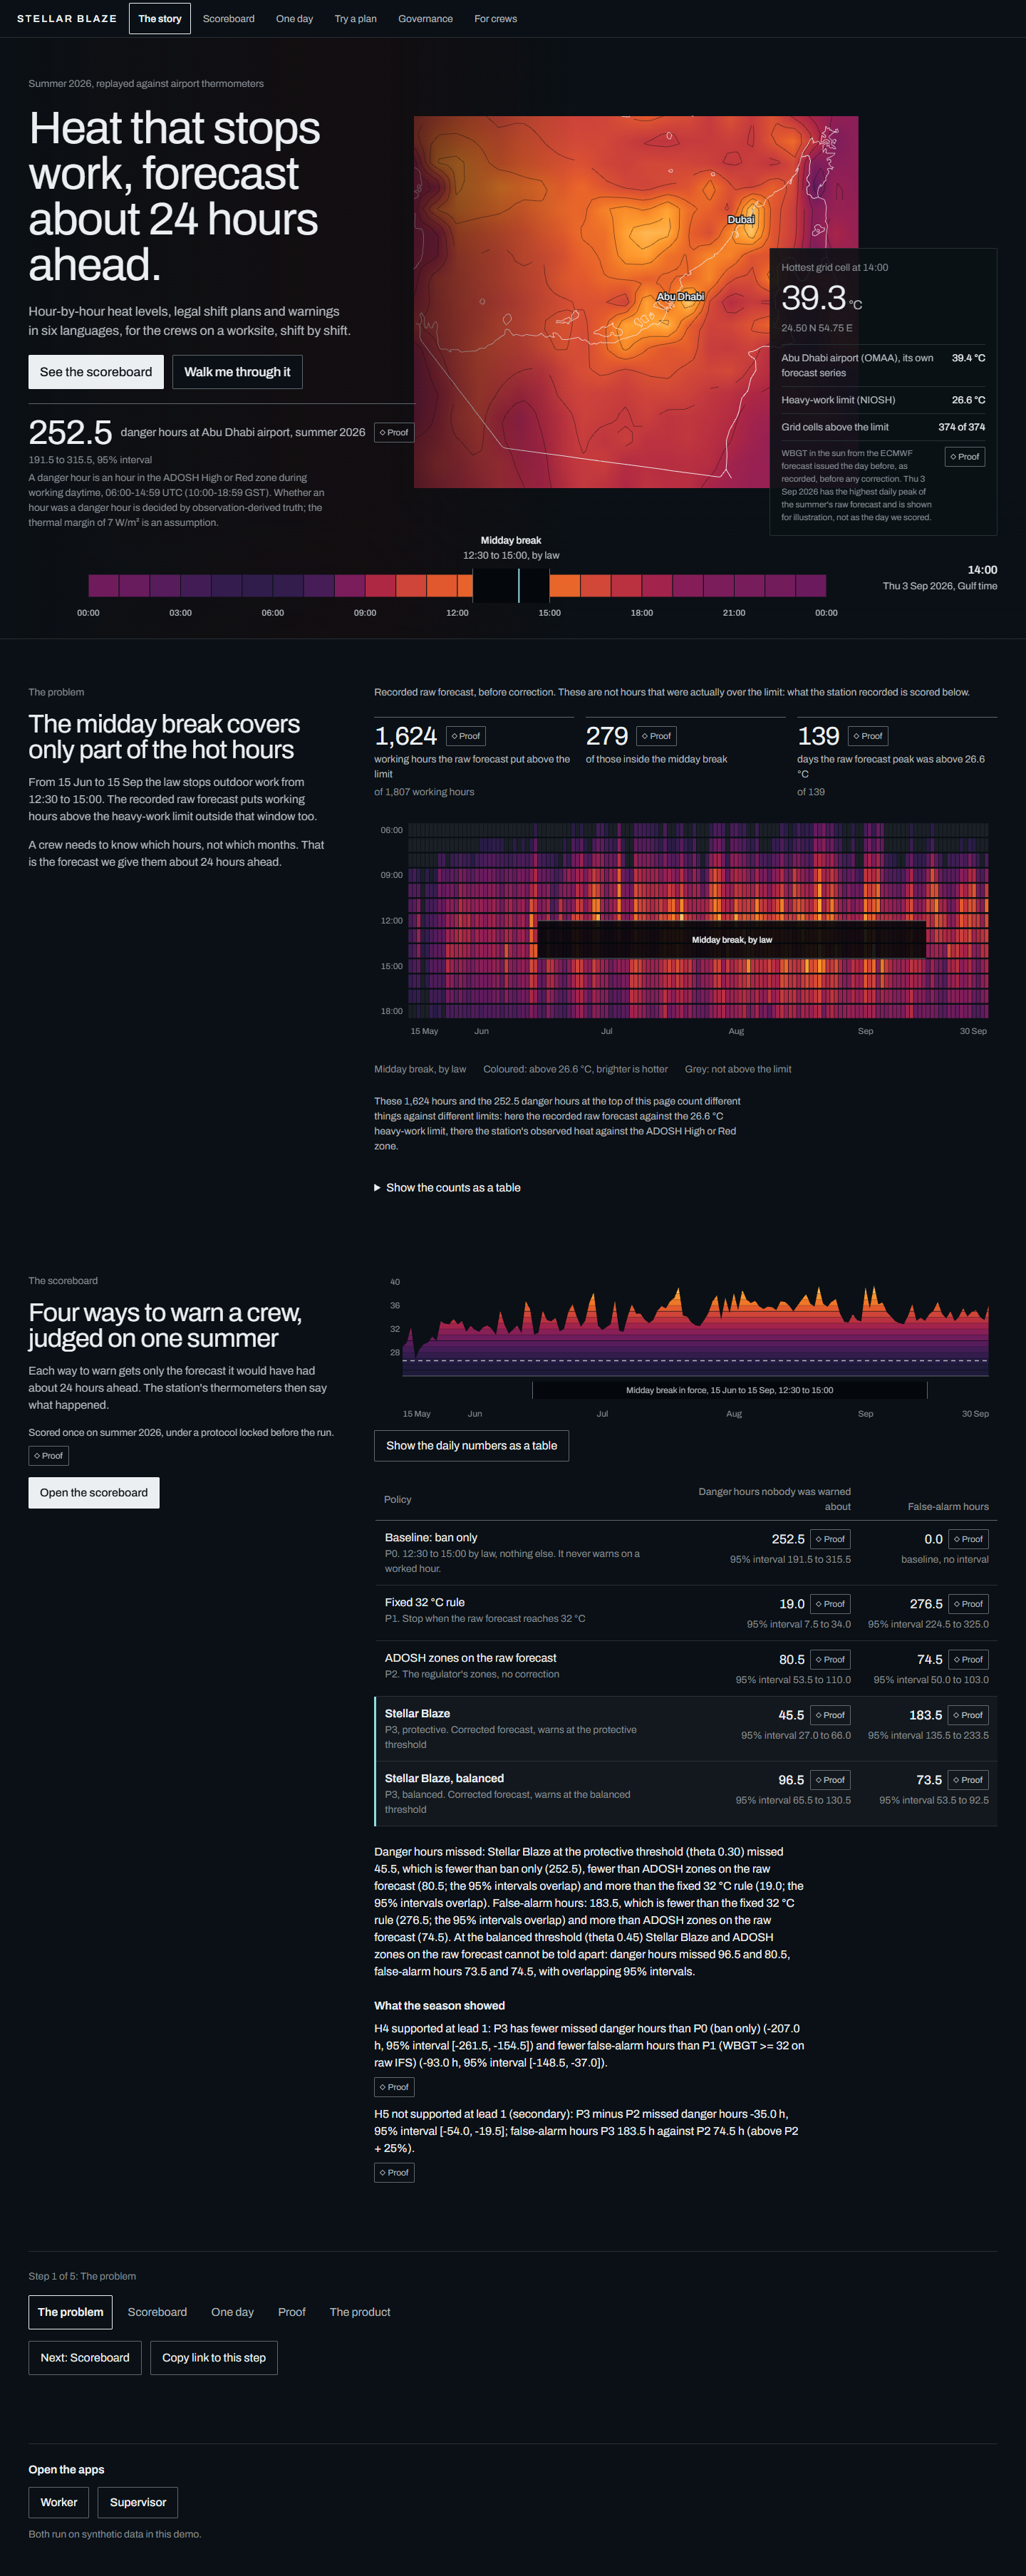 STELLAR BLAZE
The story
Scoreboard
One day
Try a plan
Governance
For crews
Summer 2026, replayed against airport thermometers
Heat that stops
work, forecast
about 24 hours
ahead.
Hour-by-hour heat levels, legal shift plans and warnings
in six languages, for the crews on a worksite, shift by shift.
See the scoreboard
Walk me through it
252.5 danger hours at Abu Dhabi airport, summer 2026 ◇ Proof
191.5 to 315.5, 95% interval
A danger hour is an hour in the ADOSH High or Red zone during
working daytime, 06:00-14:59 UTC (10:00-18:59 GST). Whether an
hour was a danger hour is decided by observation-derived truth; the
thermal margin of 7 W/m² is an assumption.
Dubai
Abu Dhabi
Hottest grid cell at 14:00
39.3 °C
24.50 N 54.75 E
Abu Dhabi airport (OMAA), its own
forecast series
39.4 °C
Heavy-work limit (NIOSH) 26.6 °C
Grid cells above the limit 374 of 374
WBGT in the sun from the ECMWF
forecast issued the day before, as
recorded, before any correction. Thu 3
Sep 2026 has the highest daily peak of
the summer's raw forecast and is shown
for illustration, not as the day we scored.
◇ Proof
Midday break
12:30 to 15:00, by law
14:00
Thu 3 Sep 2026, Gulf time
00:00 03:00 06:00 09:00 12:00 15:00 18:00 21:00 00:00
The problem
The midday break covers
only part of the hot hours
From 15 Jun to 15 Sep the law stops outdoor work from
12:30 to 15:00. The recorded raw forecast puts working
hours above the heavy-work limit outside that window too.
A crew needs to know which hours, not which months. That
is the forecast we give them about 24 hours ahead.
Recorded raw forecast, before correction. These are not hours that were actually over the limit: what the station recorded is scored below.
1,624 ◇ Proof
working hours the raw forecast put above the
limit
of 1,807 working hours
279 ◇ Proof
of those inside the midday break
139 ◇ Proof
days the raw forecast peak was above 26.6
°C
of 139
06:00
09:00
12:00
15:00
18:00
Midday break, by law
15 May Jun Jul Aug Sep 30 Sep
Midday break, by law Coloured: above 26.6 °C, brighter is hotter Grey: not above the limit
These 1,624 hours and the 252.5 danger hours at the top of this page count different
things against different limits: here the recorded raw forecast against the 26.6 °C
heavy-work limit, there the station's observed heat against the ADOSH High or Red
zone.
▶ Show the counts as a table
The scoreboard
Four ways to warn a crew,
judged on one summer
Each way to warn gets only the forecast it would have had
about 24 hours ahead. The station's thermometers then say
what happened.
Scored once on summer 2026, under a protocol locked before the run.
◇ Proof
Open the scoreboard
40
36
32
28
Midday break in force, 15 Jun to 15 Sep, 12:30 to 15:00
15 May Jun Jul Aug Sep 30 Sep
Show the daily numbers as a table
Policy
Danger hours nobody was warned
about
False-alarm hours
Baseline: ban only
P0. 12:30 to 15:00 by law, nothing else. It never warns on a
worked hour.
252.5 ◇ Proof
95% interval 191.5 to 315.5
0.0 ◇ Proof
baseline, no interval
Fixed 32 °C rule
P1. Stop when the raw forecast reaches 32 °C
19.0 ◇ Proof
95% interval 7.5 to 34.0
276.5 ◇ Proof
95% interval 224.5 to 325.0
ADOSH zones on the raw forecast
P2. The regulator's zones, no correction
80.5 ◇ Proof
95% interval 53.5 to 110.0
74.5 ◇ Proof
95% interval 50.0 to 103.0
Stellar Blaze
P3, protective. Corrected forecast, warns at the protective
threshold
45.5 ◇ Proof
95% interval 27.0 to 66.0
183.5 ◇ Proof
95% interval 135.5 to 233.5
Stellar Blaze, balanced
P3, balanced. Corrected forecast, warns at the balanced
threshold
96.5 ◇ Proof
95% interval 65.5 to 130.5
73.5 ◇ Proof
95% interval 53.5 to 92.5
Danger hours missed: Stellar Blaze at the protective threshold (theta 0.30) missed
45.5, which is fewer than ban only (252.5), fewer than ADOSH zones on the raw
forecast (80.5; the 95% intervals overlap) and more than the fixed 32 °C rule (19.0; the
95% intervals overlap). False-alarm hours: 183.5, which is fewer than the fixed 32 °C
rule (276.5; the 95% intervals overlap) and more than ADOSH zones on the raw
forecast (74.5). At the balanced threshold (theta 0.45) Stellar Blaze and ADOSH
zones on the raw forecast cannot be told apart: danger hours missed 96.5 and 80.5,
false-alarm hours 73.5 and 74.5, with overlapping 95% intervals.
What the season showed
H4 supported at lead 1: P3 has fewer missed danger hours than P0 (ban only) (-207.0
h, 95% interval [-261.5, -154.5]) and fewer false-alarm hours than P1 (WBGT >= 32 on
raw IFS) (-93.0 h, 95% interval [-148.5, -37.0]).
◇ Proof
H5 not supported at lead 1 (secondary): P3 minus P2 missed danger hours -35.0 h,
95% interval [-54.0, -19.5]; false-alarm hours P3 183.5 h against P2 74.5 h (above P2
+ 25%).
◇ Proof
Step 1 of 5: The problem
The problem
Scoreboard
One day
Proof
The product
Next: Scoreboard
Copy link to this step
Open the apps
Worker
Supervisor
Both run on synthetic data in this demo.